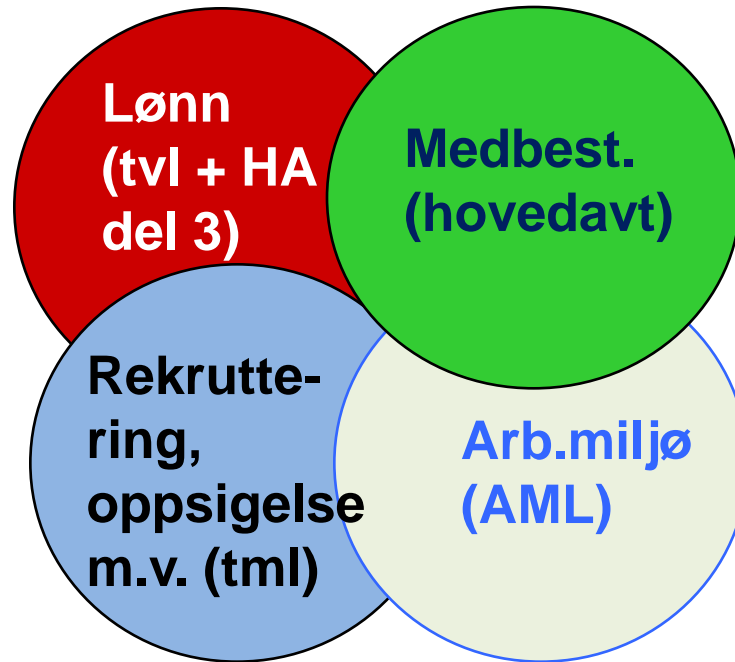 Lønn
(tvl + HA
del 3)
Medbest.
(hovedavt)
Rekrutte-
ring,
oppsigelse
m.v. (tml)
Arb.miljø
(AML)